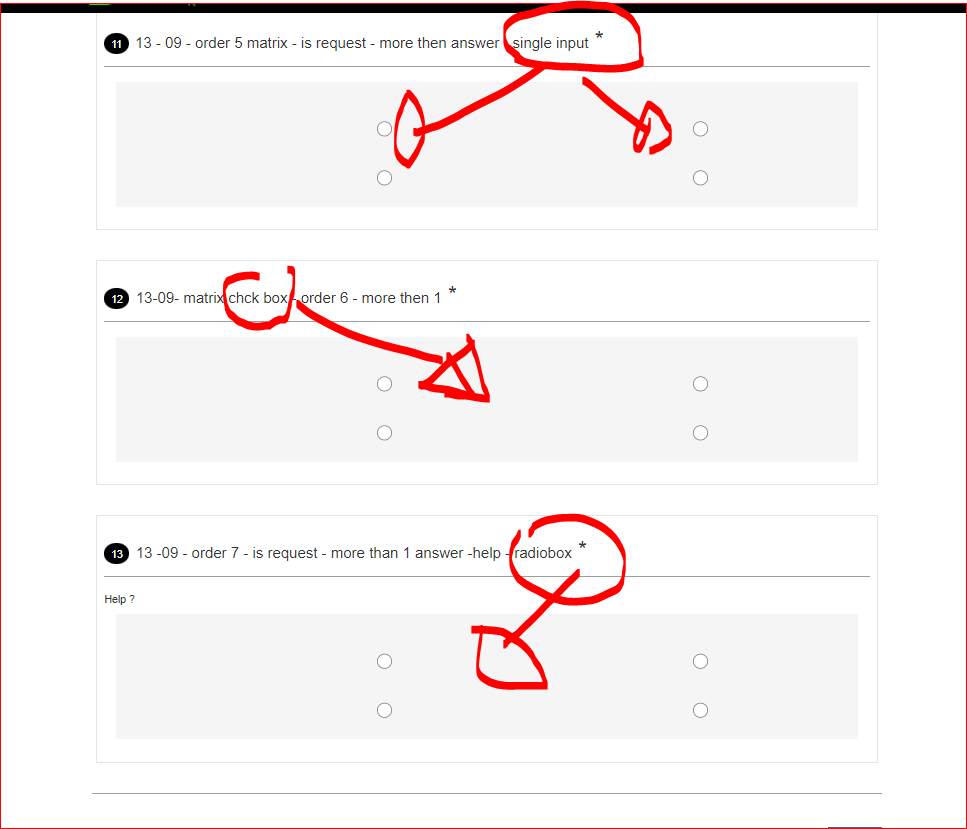 11 13 - 09 - order 5 matrix - is request - more then answer - single input *
12 13-09- matrix chck box - order 6 - more then 1 *
13 13 -09 - order 7 - is request - more than 1 answer -help - radiobox *
Help ?